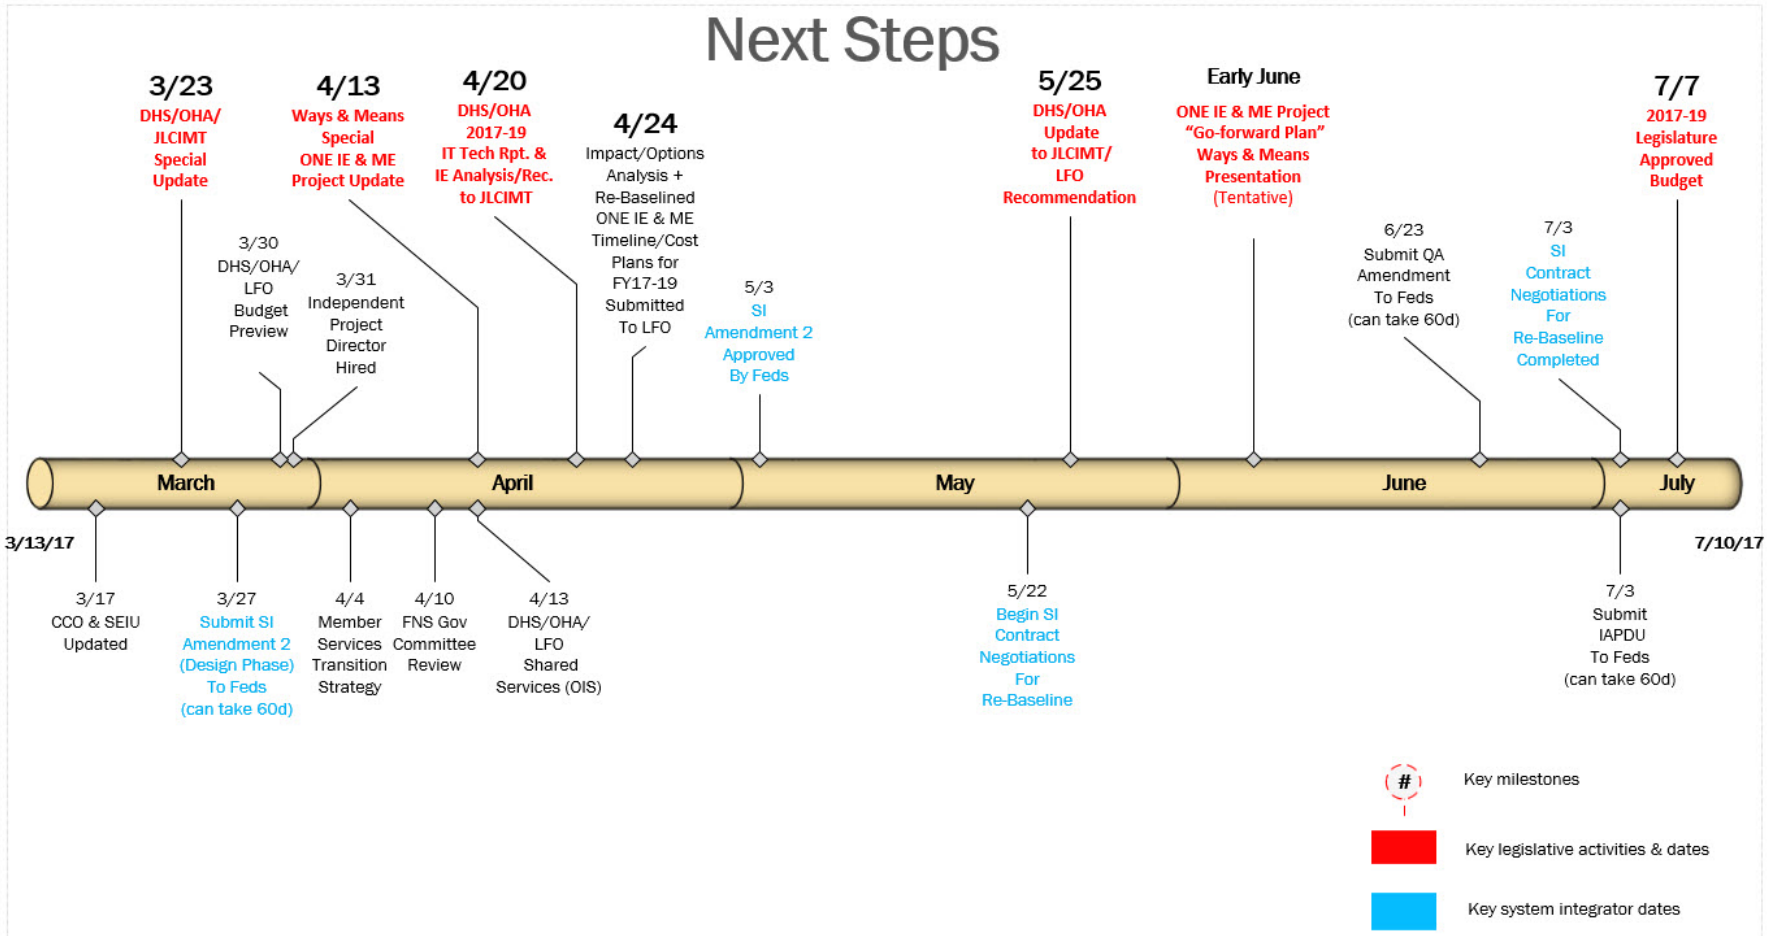 Next Steps
3/23
DHS/OHA/
JLCIMT
Special
Update
4/13
Ways & Means
Special
ONE IE & ME
Project Update
4/20
DHS/OHA
2017-19
IT Tech Rpt. &
IE Analysis/Rec.
to JLCIMT
4/24
Impact/Options
Analysis +
Re-Baselined
ONE IE & ME
Timeline/Cost
Plans for
FY17-19
Submitted
To LFO
5/25
DHS/OHA
Update
to JLCIMT/
LFO
Recommendation
Early June
ONE IE & ME Project
“Go-forward Plan”
Ways & Means
Presentation
(Tentative)
7/7
2017-19
Legislature
Approved
Budget
3/30
DHS/OHA/
LFO
Budget
Preview
3/31
Independent
Project
Director
Hired
5/3
SI
Amendment 2
Approved
By Feds
6/23
Submit QA
Amendment
To Feds
(can take 60d)
7/3
SI
Contract
Negotiations
For
Re-Baseline
Completed
March
April
May
June
July
3/13/17
7/10/17
3/17
CCO & SEIU
Updated
3/27
Submit SI
Amendment 2
(Design Phase)
To Feds
(can take 60d)
4/4
Member
Services
Transition
Strategy
4/10
FNS Gov
Committee
Review
4/13
DHS/OHA/
LFO
Shared
Services (OIS)
5/22
Begin SI
Contract
Negotiations
For
Re-Baseline
7/3
Submit
IAPDU
To Feds
(can take 60d)
# Key milestones
Key legislative activities & dates
Key system integrator dates